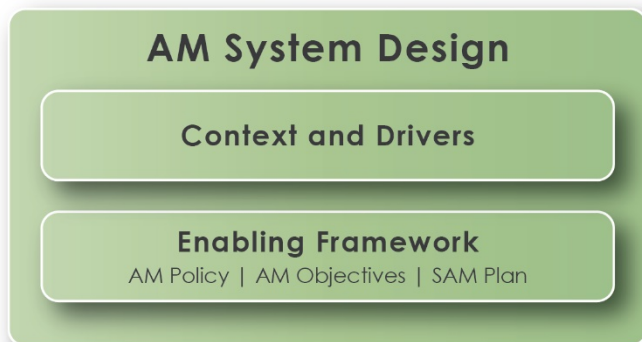 AM System Design
Context and Drivers
Enabling Framework
AM Policy | AM Objectives | SAM Plan